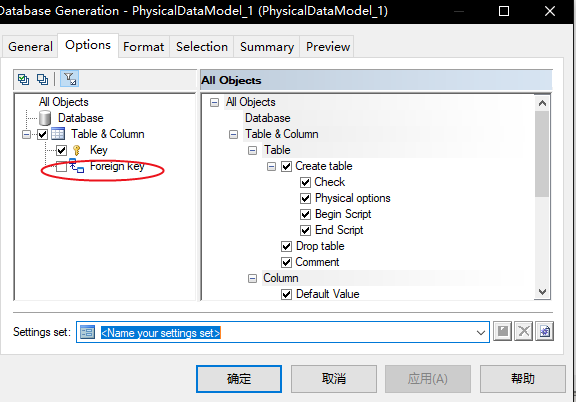 Database Generation - PhysicalDataModel_1 (PhysicalDataModel_1)
General Options Format Selection Summary Preview
All Objects
Database
Table & Column
Key
Foreign key
All Objects
All Objects
Database
Table & Column
Table
Create table
Check
Physical options
Begin Script
End Script
Drop table
Comment
Column
Default Value
Settings set: <Name your settings set>
确定 取消 应用(A) 帮助